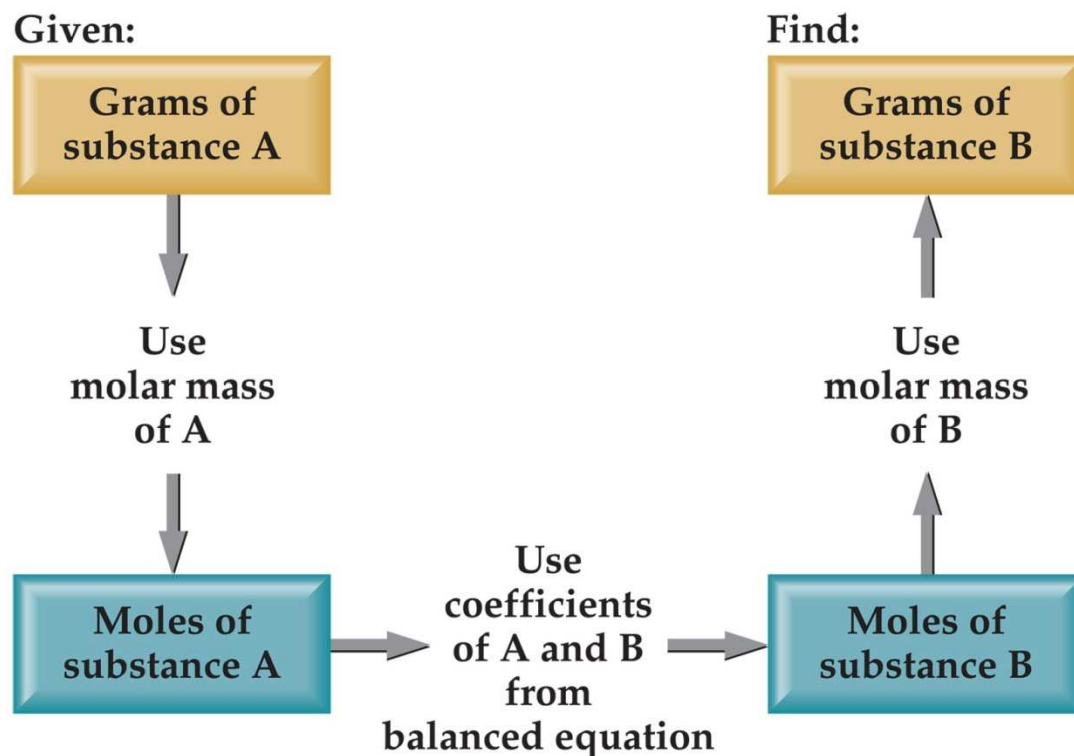 Given:
Grams of
substance A
Use
molar mass
of A
Moles of
substance A
Use
coefficients
of A and B
from
balanced equation
Moles of
substance B
Use
molar mass
of B
Find:
Grams of
substance B